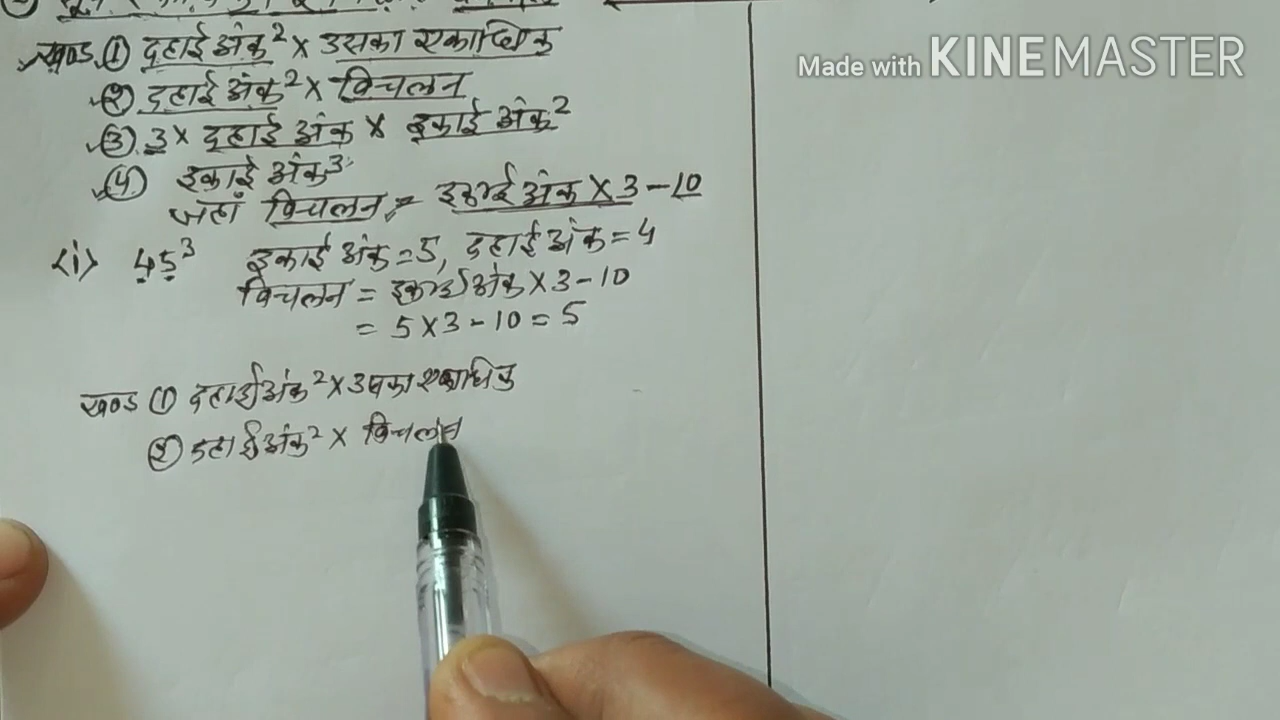 खण्ड ① दहाई अंक² × उसका एकाधिक
Made with KINEMASTER
② दहाई अंक² × विचलन
③ 3 × दहाई अंक × इकाई अंक²
④ इकाई अंक³
जहाँ विचलन = इकाई अंक × 3 - 10
<i> 45³ इकाई अंक = 5, दहाई अंक = 4
विचलन = इकाई अंक × 3 - 10
= 5 × 3 - 10 = 5
खण्ड ① दहाई अंक² × उसका एकाधिक
② दहाई अंक² × विचलन